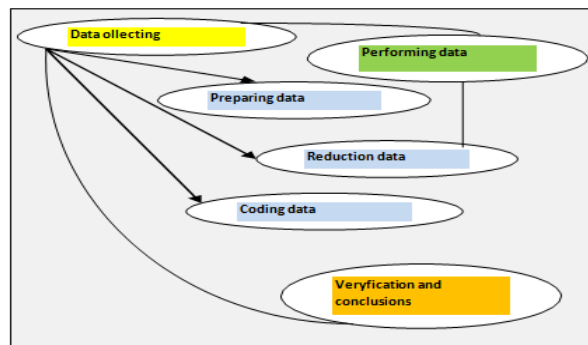 Data ollecting
Performing data
Preparing data
Reduction data
Coding data
Veryfication and
conclusions